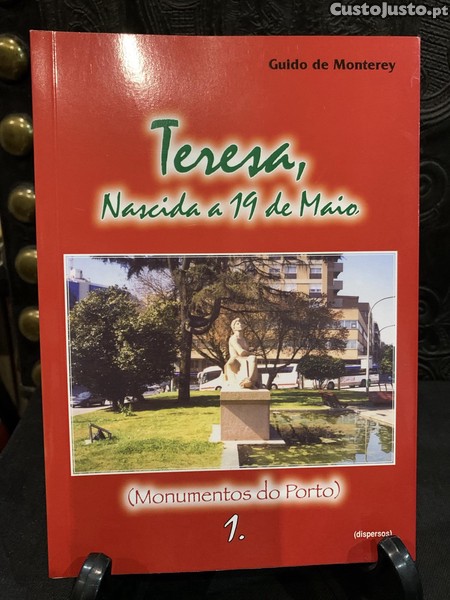 CustoJusto.pt
Guido de Monterey
Teresa,
Nascida a 19 de Maio
(Monumentos do Porto)
1.
(dispersos)